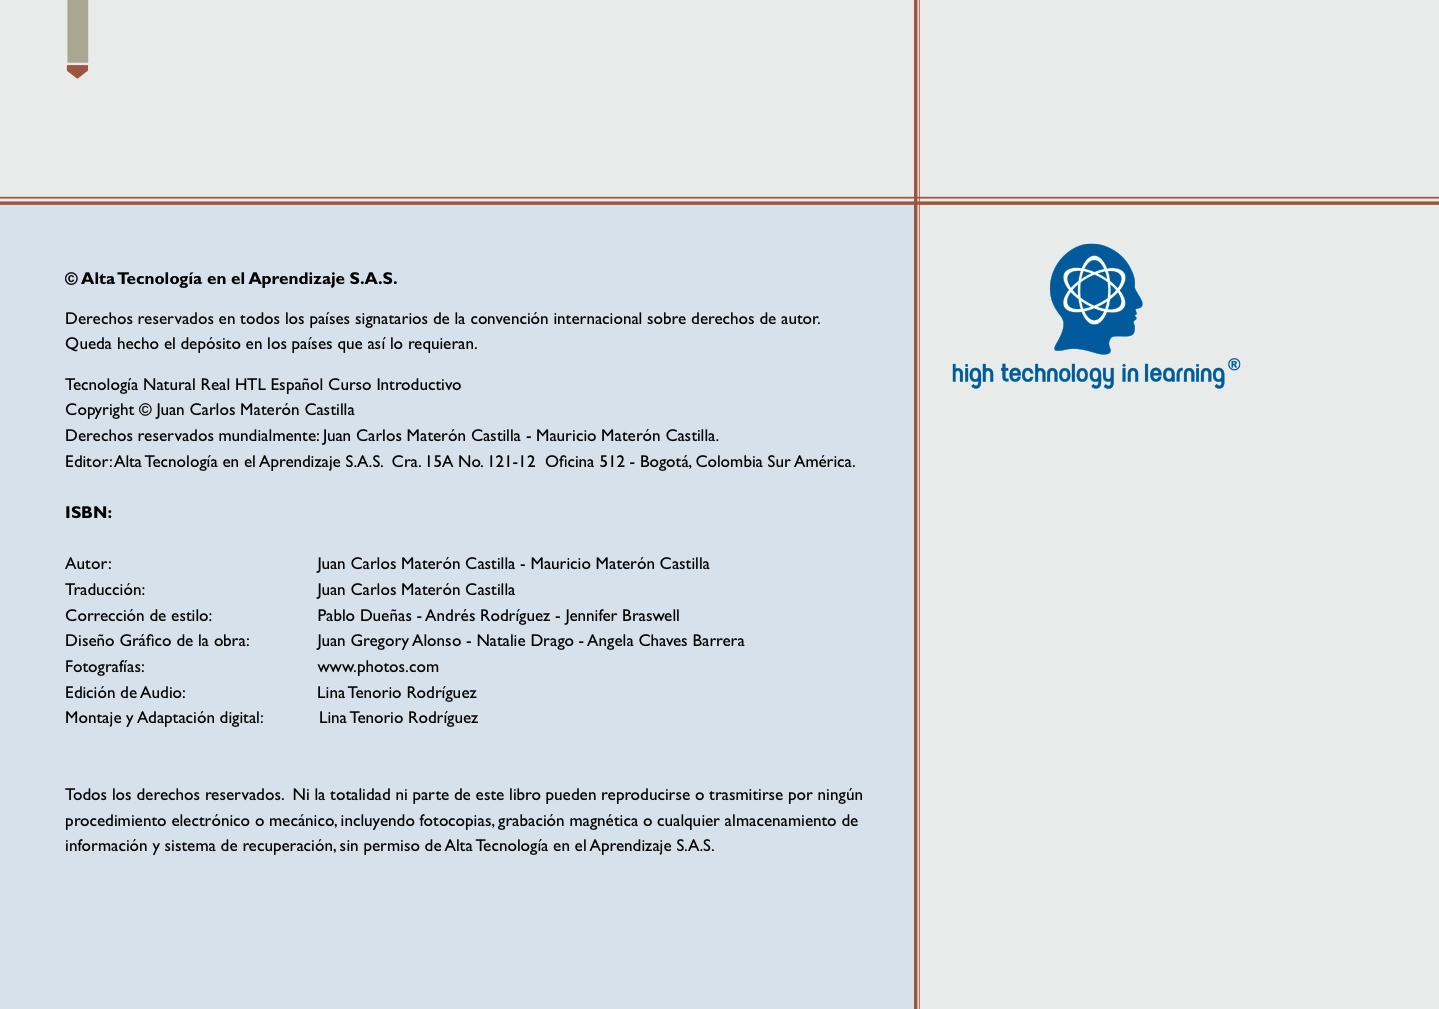 © Alta Tecnología en el Aprendizaje S.A.S.
Derechos reservados en todos los países signatarios de la convención internacional sobre derechos de autor.
Queda hecho el depósito en los países que así lo requieran.
Tecnología Natural Real HTL Español Curso Introductivo
Copyright © Juan Carlos Materón Castilla
Derechos reservados mundialmente: Juan Carlos Materón Castilla - Mauricio Materón Castilla.
Editor: Alta Tecnología en el Aprendizaje S.A.S. Cra. 15A No. 121-12 Oficina 512 - Bogotá, Colombia Sur América.
ISBN:
Autor: Juan Carlos Materón Castilla - Mauricio Materón Castilla
Traducción: Juan Carlos Materón Castilla
Corrección de estilo: Pablo Dueñas - Andrés Rodríguez - Jennifer Braswell
Diseño Gráfico de la obra: Juan Gregory Alonso - Natalie Drago - Angela Chaves Barrera
Fotografías: www.photos.com
Edición de Audio: Lina Tenorio Rodríguez
Montaje y Adaptación digital: Lina Tenorio Rodríguez
Todos los derechos reservados. Ni la totalidad ni parte de este libro pueden reproducirse o trasmitirse por ningún
procedimiento electrónico o mecánico, incluyendo fotocopias, grabación magnética o cualquier almacenamiento de
información y sistema de recuperación, sin permiso de Alta Tecnología en el Aprendizaje S.A.S.
high technology in learning®